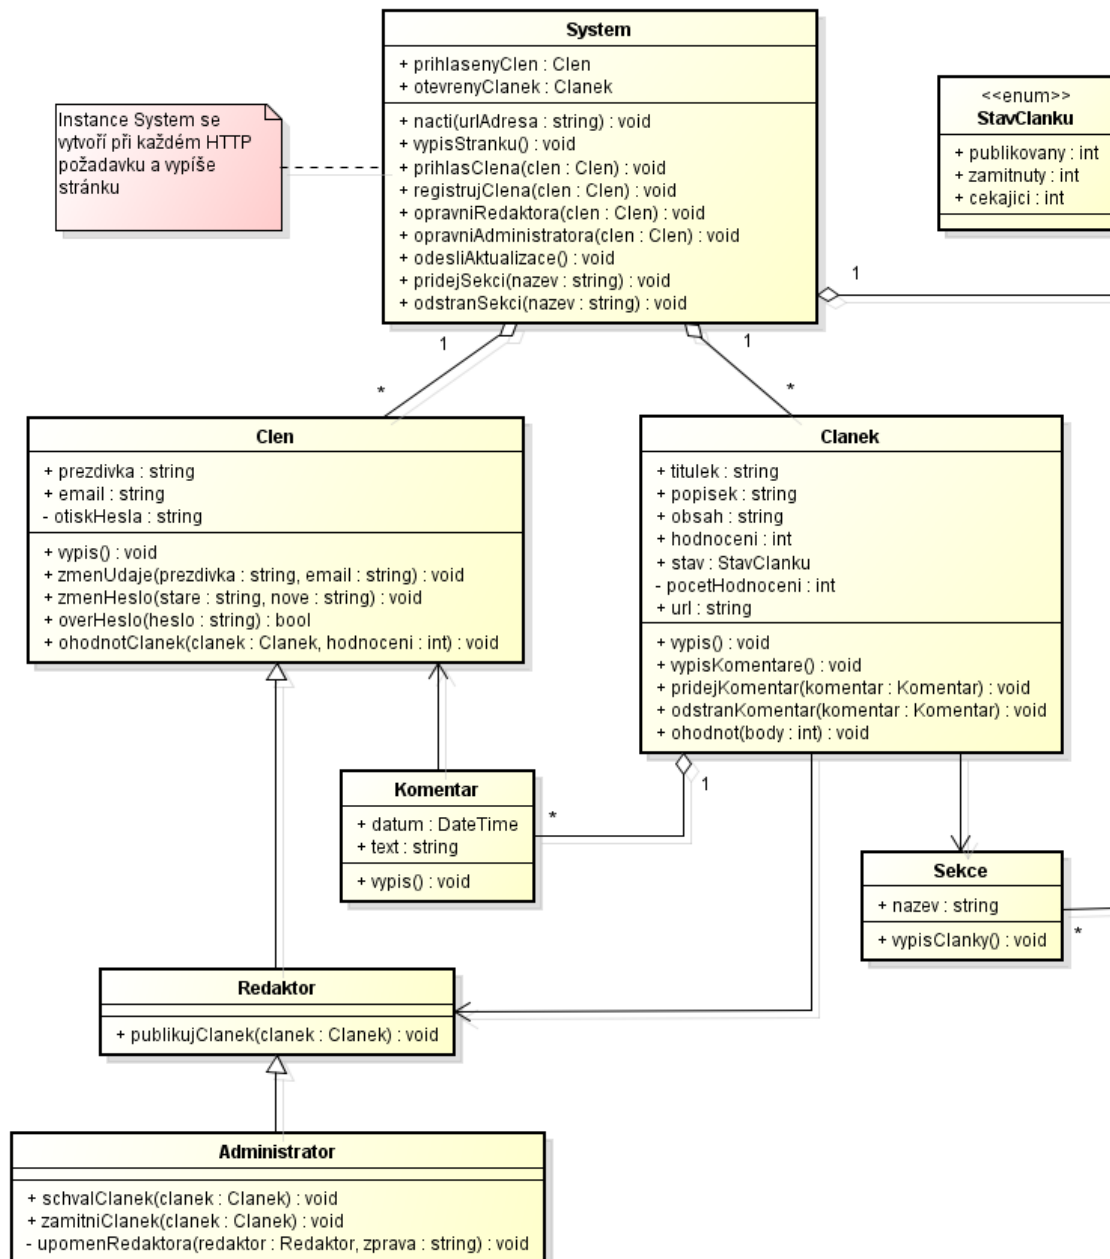 System
+ prihlasenyClen : Clen
+ otevrenyClanek : Clanek
+ nacti(urlAdresa : string) : void
+ vypisStranku() : void
+ prihlasClena(clen : Clen) : void
+ registrujClena(clen : Clen) : void
+ opravniRedaktora(clen : Clen) : void
+ opravniAdministratora(clen : Clen) : void
+ odesliAktualizace() : void
+ pridejSekci(nazev : string) : void
+ odstranSekci(nazev : string) : void
Instance System se
vytvoří při každém HTTP
požadavku a vypíše
stránku
<<enum>>
StavClanku
+ publikovany : int
+ zamitnuty : int
+ cekajici : int
1
1
1
*
*
Clen
+ prezdivka : string
+ email : string
- otiskHesla : string
+ vypis() : void
+ zmenUdaje(prezdivka : string, email : string) : void
+ zmenHeslo(stare : string, nove : string) : void
+ overHeslo(heslo : string) : bool
+ ohodnotClanek(clanek : Clanek, hodnoceni : int) : void
Clanek
+ titulek : string
+ popisek : string
+ obsah : string
+ hodnoceni : int
+ stav : StavClanku
- pocetHodnoceni : int
+ url : string
+ vypis() : void
+ vypisKomentare() : void
+ pridejKomentar(komentar : Komentar) : void
+ odstranKomentar(komentar : Komentar) : void
+ ohodnot(body : int) : void
1
*
Komentar
+ datum : DateTime
+ text : string
+ vypis() : void
Sekce
+ nazev : string
+ vypisClanky() : void
*
Redaktor
+ publikujClanek(clanek : Clanek) : void
Administrator
+ schvalClanek(clanek : Clanek) : void
+ zamitniClanek(clanek : Clanek) : void
- upomenRedaktora(redaktor : Redaktor, zprava : string) : void